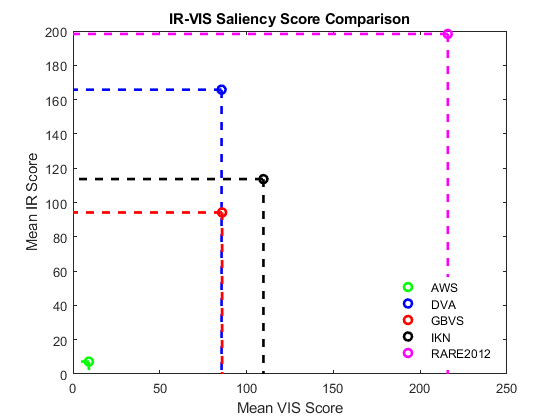 IR-VIS Saliency Score Comparison
200
180
160
140
120
100
80
60
40
20
0
Mean IR Score
AWS
DVA
GBVS
IKN
RARE2012
0 50 100 150 200 250
Mean VIS Score